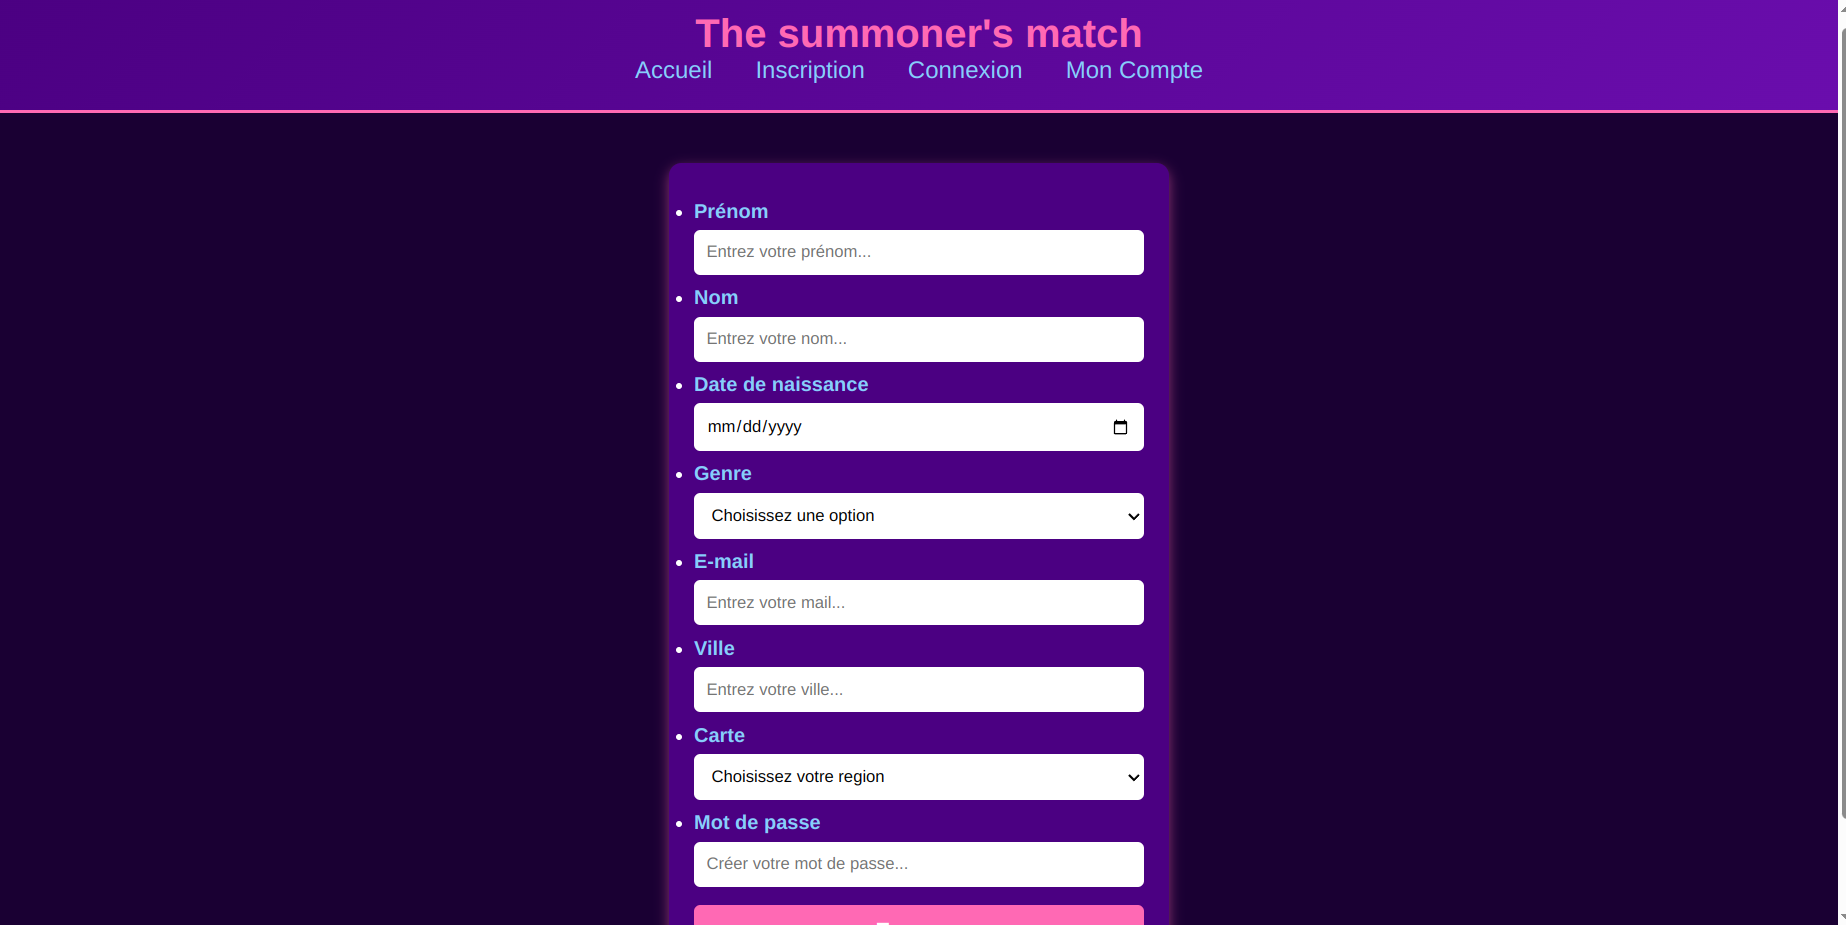 The summoner's match
Accueil Inscription Connexion Mon Compte
Prénom
Entrez votre prénom...
Nom
Entrez votre nom...
Date de naissance
mm/dd/yyyy
Genre
Choisissez une option
E-mail
Entrez votre mail...
Ville
Entrez votre ville...
Carte
Choisissez votre region
Mot de passe
Créer votre mot de passe...